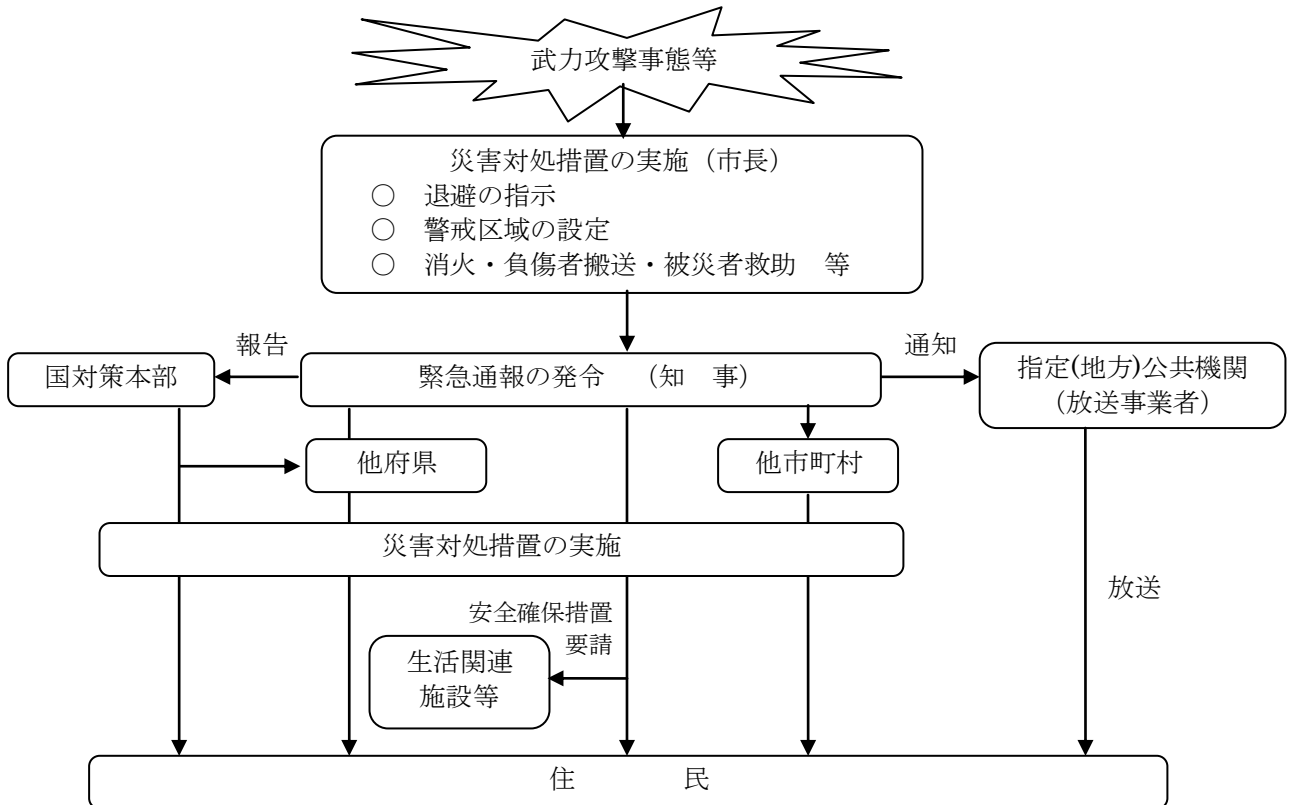 武力攻撃事態等
災害対処措置の実施（市長）
○　退避の指示
○　警戒区域の設定
○　消火・負傷者搬送・被災者救助　等
報告
通知
国対策本部
緊急通報の発令　（知　事）
指定(地方)公共機関
（放送事業者）
他府県
他市町村
災害対処措置の実施
放送
安全確保措置
要請
生活関連
施設等
住　　　民